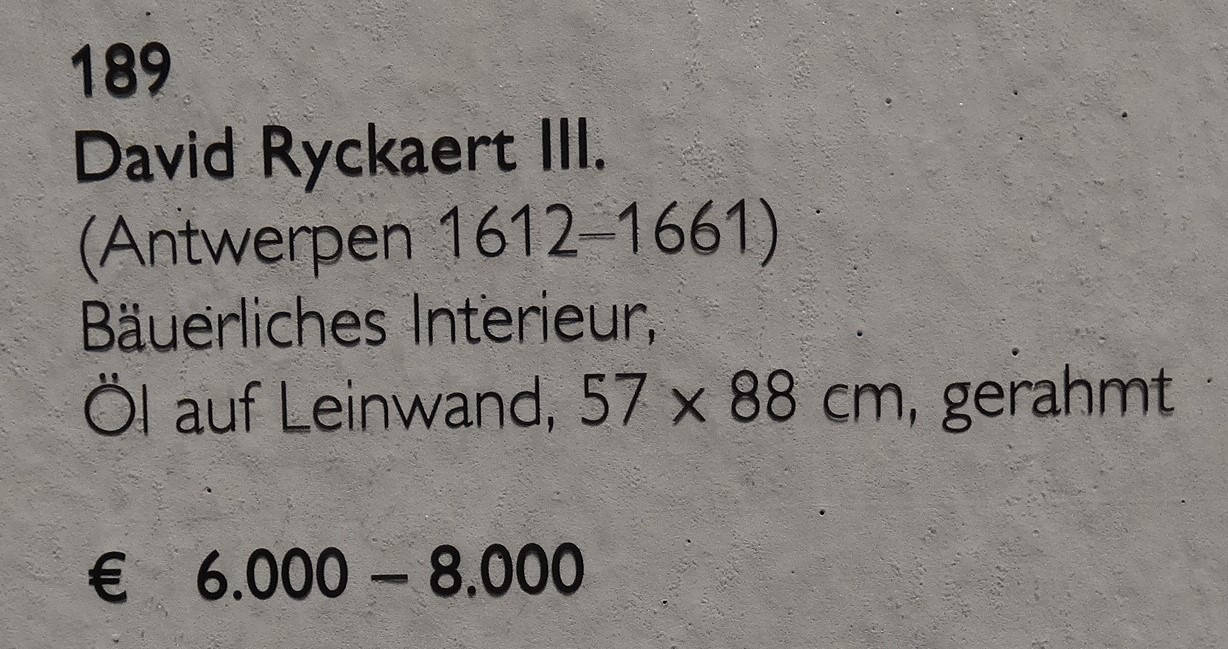 189
David Ryckaert III.
(Antwerpen 1612–1661)
Bäuerliches Interieur,
Öl auf Leinwand, 57 x 88 cm, gerahmt
€ 6.000 – 8.000